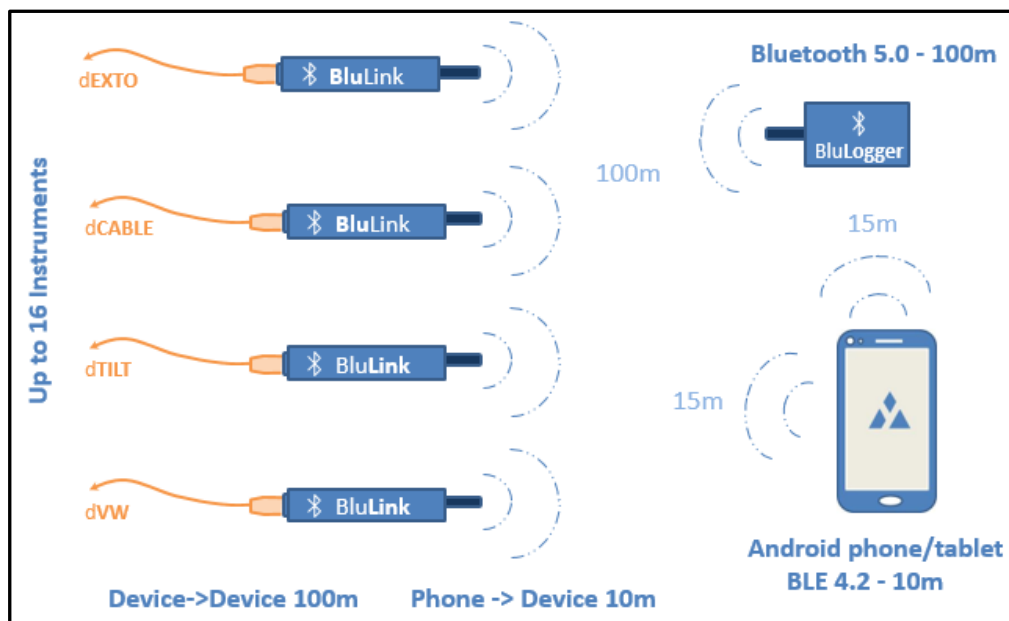 Up to 16 Instruments
dEXTO
BluLink
dCABLE
BluLink
dTILT
BluLink
dVW
BluLink
Device->Device 100m
Phone -> Device 10m
Bluetooth 5.0 - 100m
BluLogger
100m
15m
15m
Android phone/tablet
BLE 4.2 - 10m